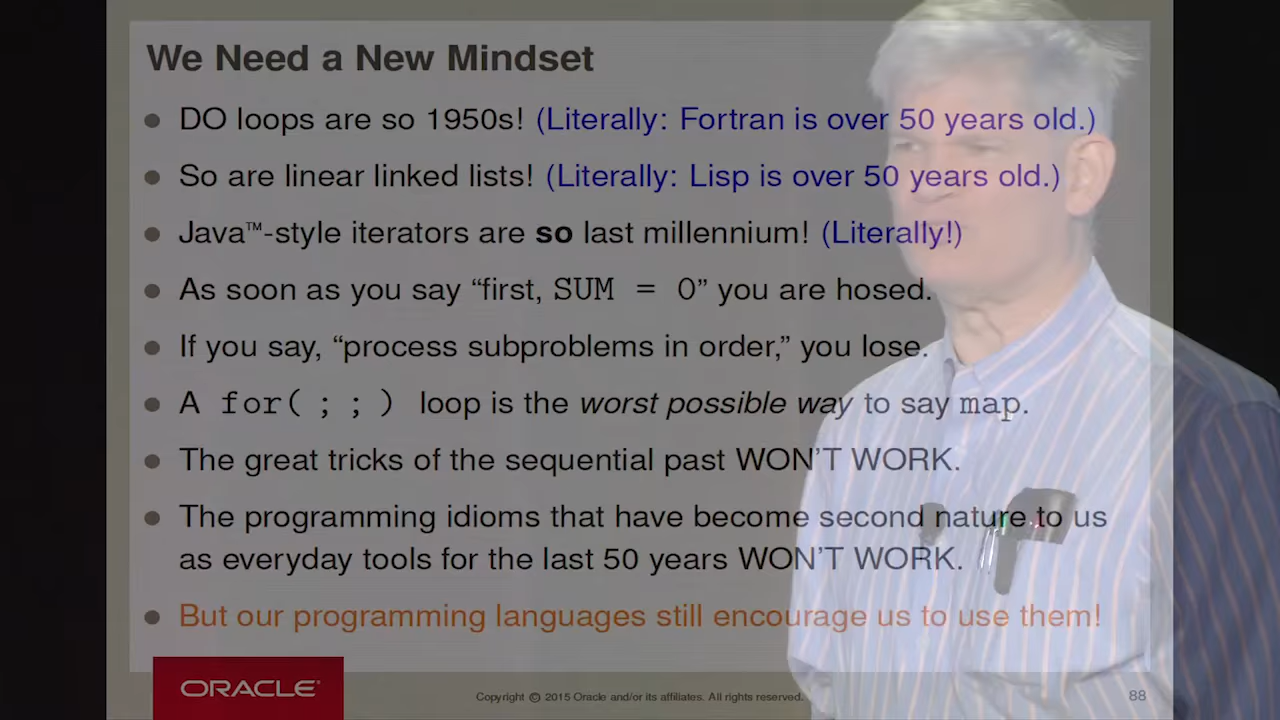 We Need a New Mindset
• DO loops are so 1950s! (Literally: Fortran is over 50 years old.)
• So are linear linked lists! (Literally: Lisp is over 50 years old.)
• Java™-style iterators are so last millennium! (Literally!)
• As soon as you say “first, SUM = 0” you are hosed.
• If you say, “process subproblems in order,” you lose.
• A for(;;) loop is the worst possible way to say map.
• The great tricks of the sequential past WON’T WORK.
• The programming idioms that have become second nature to us
as everyday tools for the last 50 years WON’T WORK.
• But our programming languages still encourage us to use them!
ORACLE®
Copyright © 2015 Oracle and/or its affiliates. All rights reserved.
88